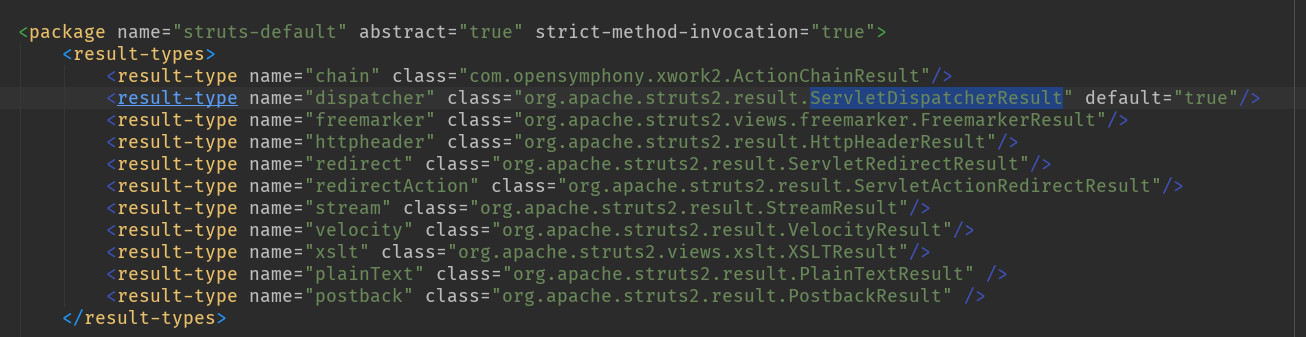 <package name="struts-default" abstract="true" strict-method-invocation="true">
<result-types>
<result-type name="chain" class="com.opensymphony.xwork2.ActionChainResult"/>
<result-type name="dispatcher" class="org.apache.struts2.result.ServletDispatcherResult" default="true"/>
<result-type name="freemarker" class="org.apache.struts2.views.freemarker.FreemarkerResult"/>
<result-type name="httpheader" class="org.apache.struts2.result.HttpHeaderResult"/>
<result-type name="redirect" class="org.apache.struts2.result.ServletRedirectResult"/>
<result-type name="redirectAction" class="org.apache.struts2.result.ServletActionRedirectResult"/>
<result-type name="stream" class="org.apache.struts2.result.StreamResult"/>
<result-type name="velocity" class="org.apache.struts2.result.VelocityResult"/>
<result-type name="xslt" class="org.apache.struts2.views.xslt.XSLTResult"/>
<result-type name="plainText" class="org.apache.struts2.result.PlainTextResult" />
<result-type name="postback" class="org.apache.struts2.result.PostbackResult" />
</result-types>